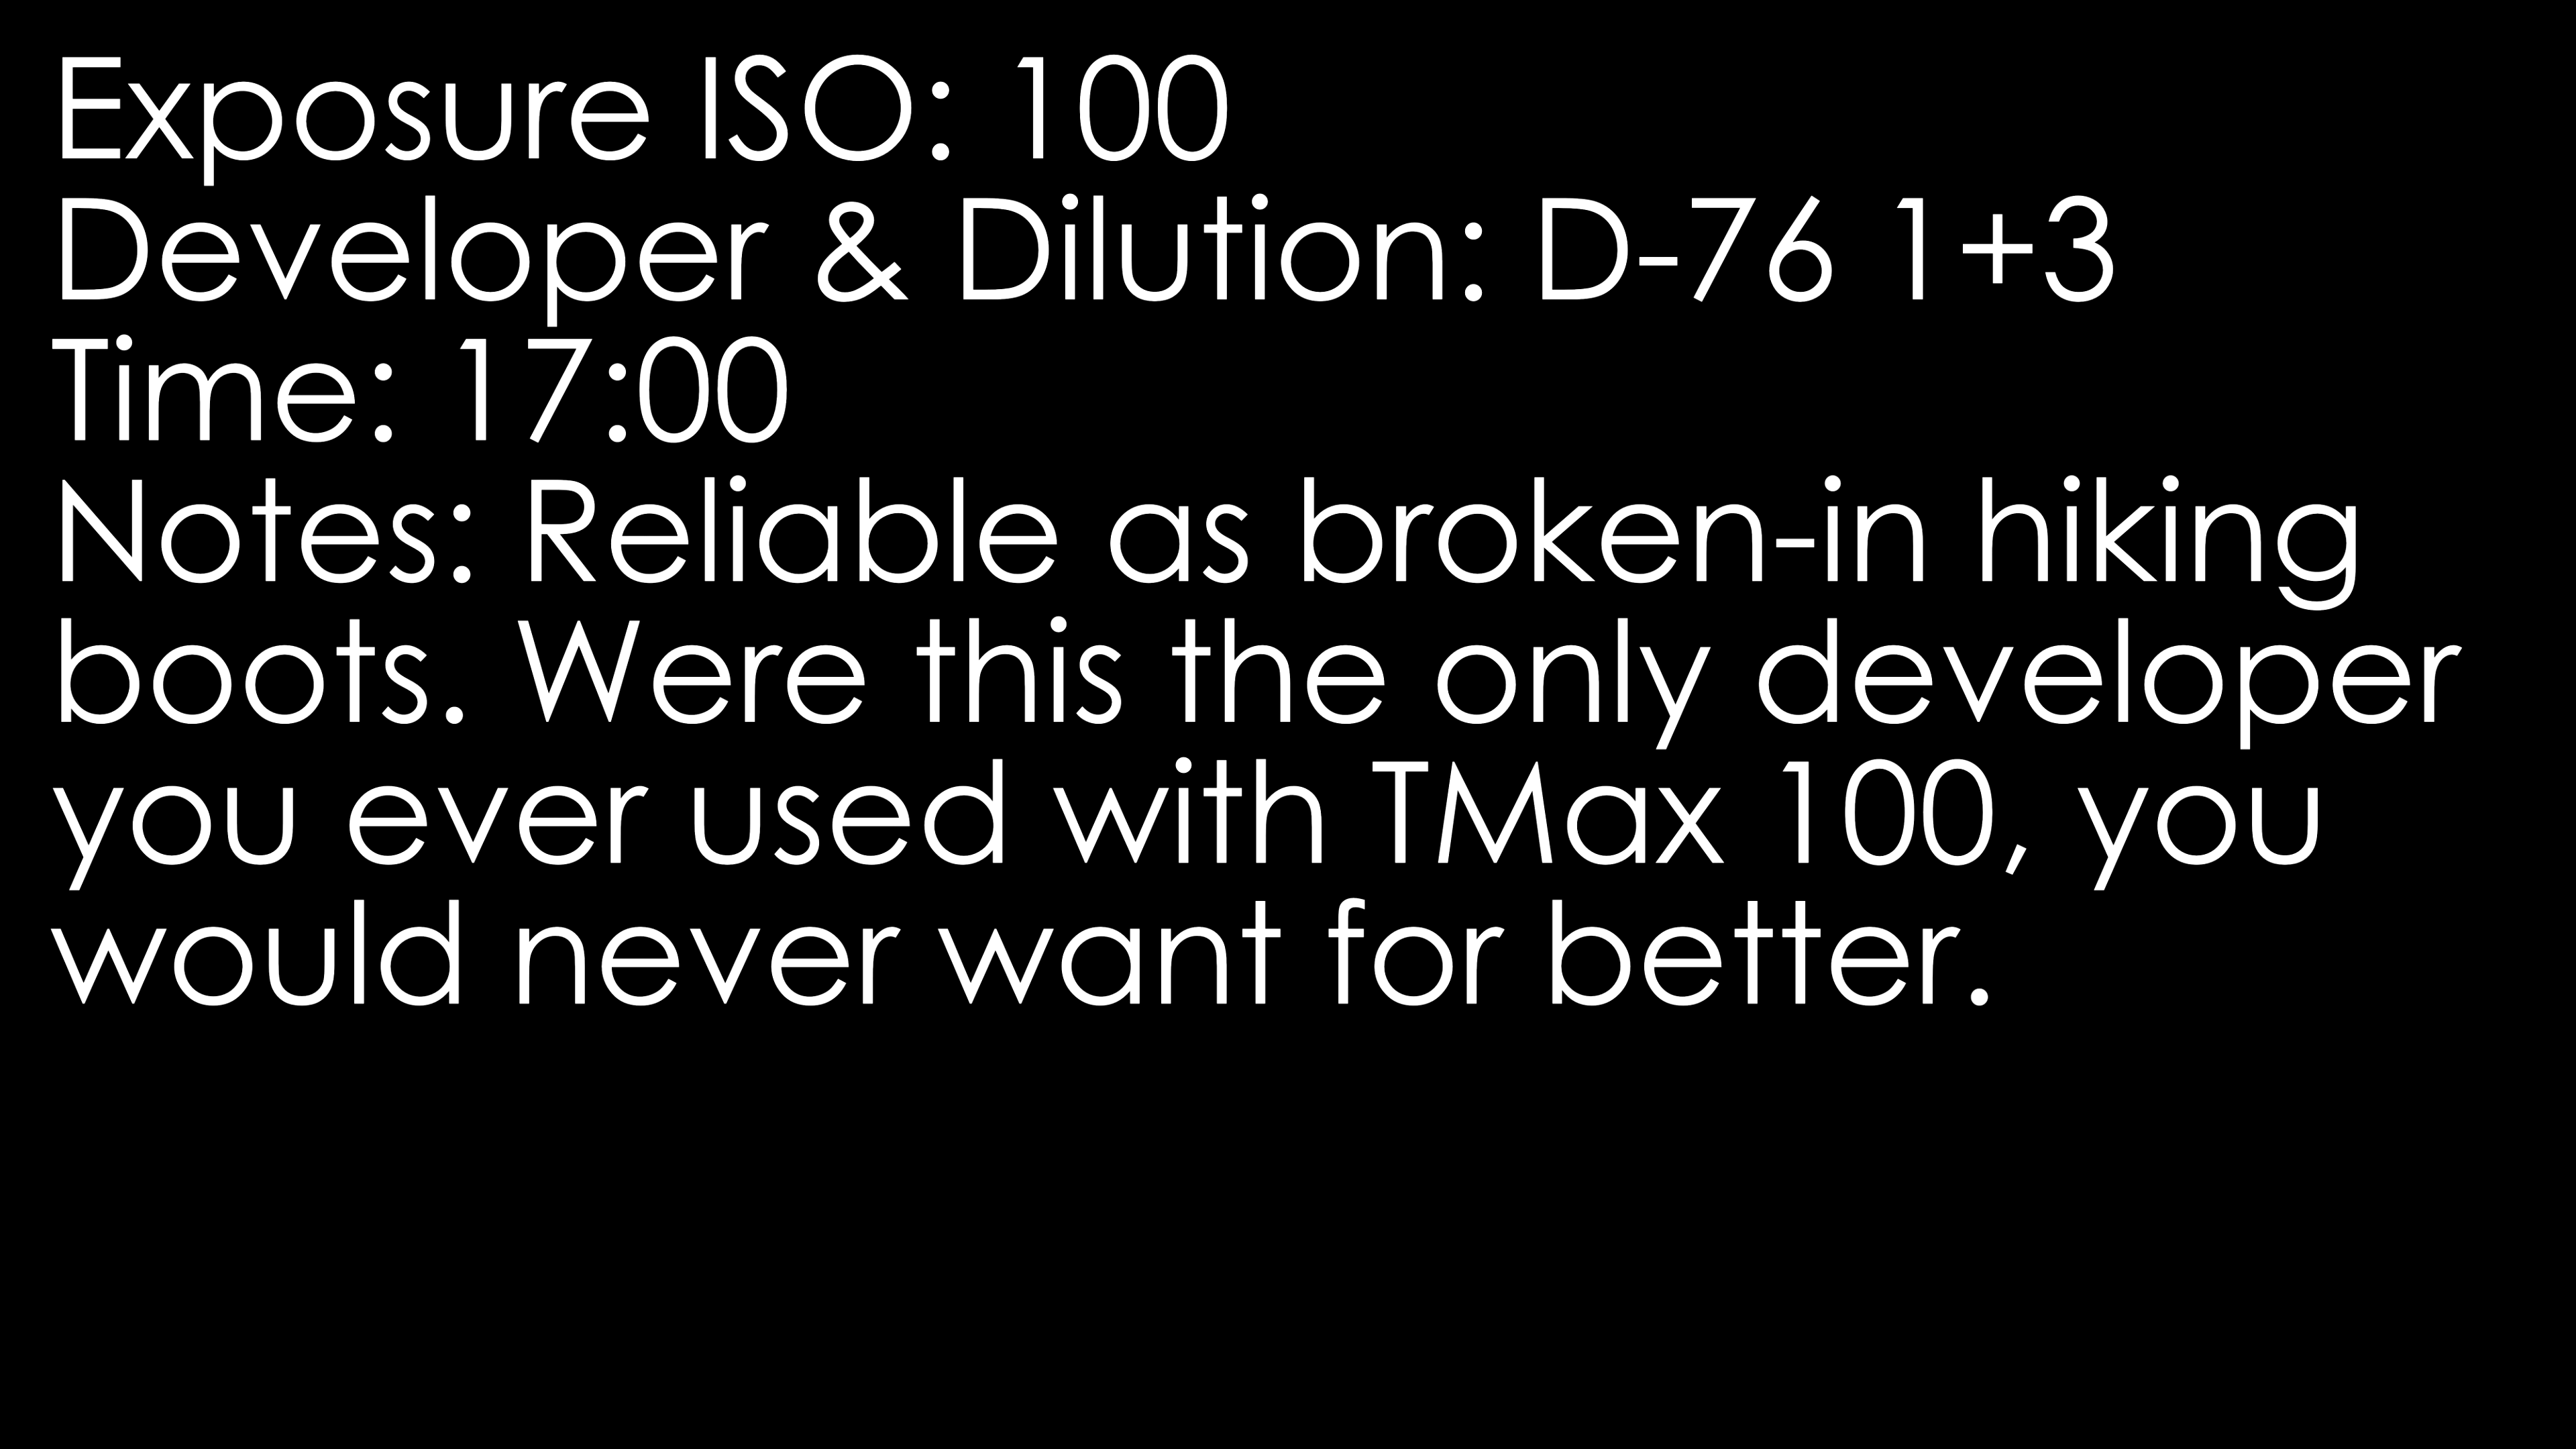 Exposure ISO: 100
Developer & Dilution: D-76 1+3
Time: 17:00
Notes: Reliable as broken-in hiking
boots. Were this the only developer
you ever used with TMax 100, you
would never want for better.